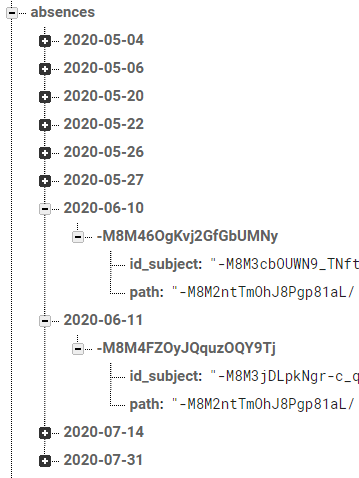 absences
2020-05-04
2020-05-06
2020-05-20
2020-05-22
2020-05-26
2020-05-27
2020-06-10
-M8M46OgKvj2GfGbUMNy
id_subject: "-M8M3cbOUWN9_TNft
path: "-M8M2ntTmOhJ8Pgp81aL/
2020-06-11
-M8M4FZOyJQquzOQY9Tj
id_subject: "-M8M3jDLpkNgr-c_q
path: "-M8M2ntTmOhJ8Pgp81aL/
2020-07-14
2020-07-31